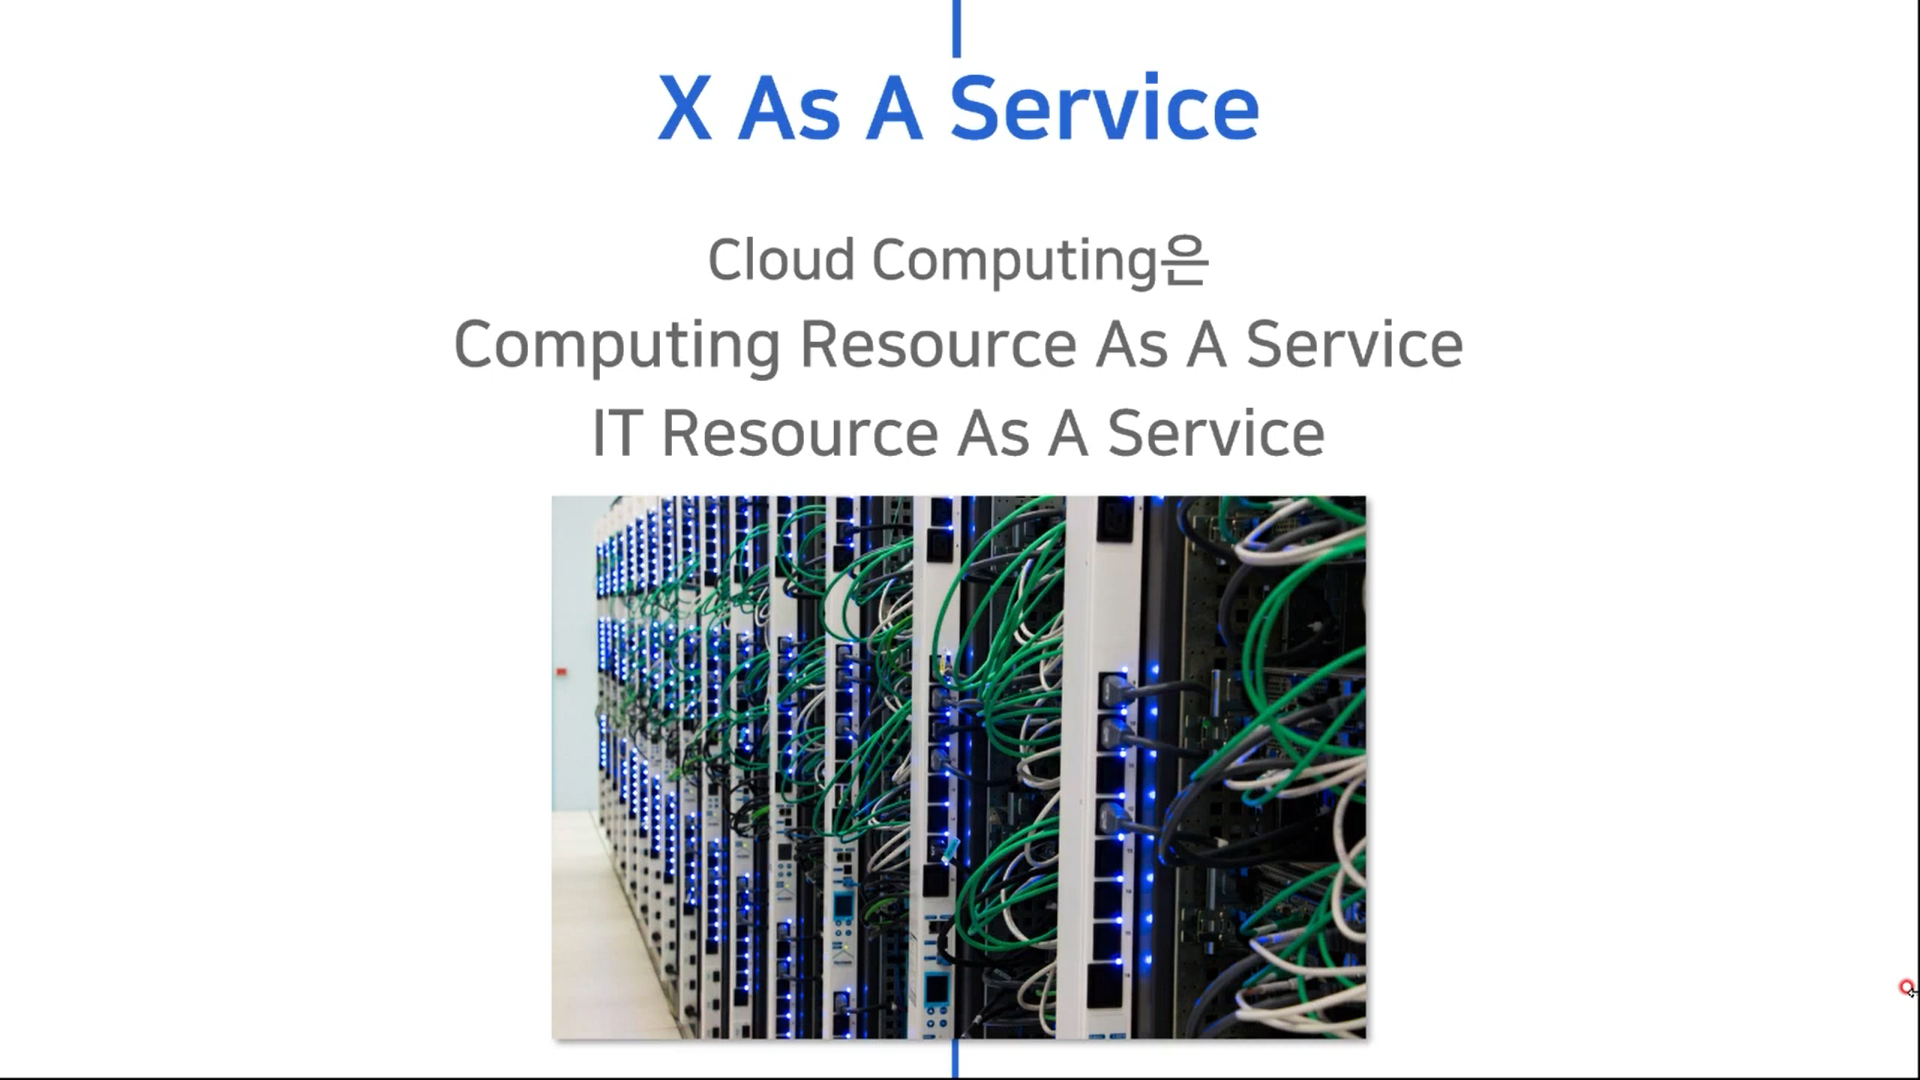 X As A Service
Cloud Computing은
Computing Resource As A Service
IT Resource As A Service